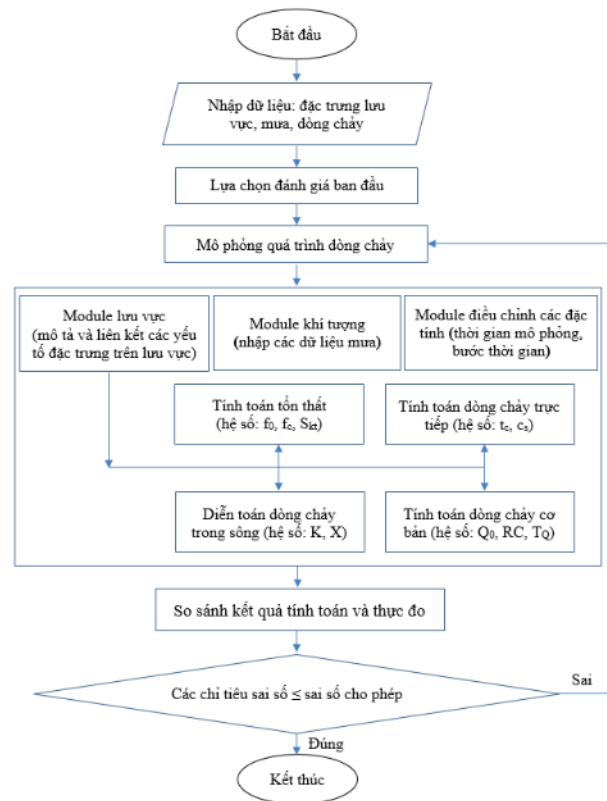 Bắt đầu
Nhập dữ liệu: đặc trưng lưu
vực, mưa, dòng chảy
Lựa chọn đánh giá ban đầu
Mô phỏng quá trình dòng chảy
Module lưu vực
(mô tả và liên kết các yếu
tố đặc trưng trên lưu vực)
Module khí tượng
(nhập các dữ liệu mưa)
Module điều chỉnh các đặc
tính (thời gian mô phỏng,
bước thời gian)
Tính toán tổn thất
(hệ số: f₀, fc, Skt)
Tính toán dòng chảy trực
tiếp (hệ số: tc, cs)
Diễn toán dòng chảy
trong sông (hệ số: K, X)
Tính toán dòng chảy cơ
bản (hệ số: Q₀, RC, TQ)
So sánh kết quả tính toán và thực đo
Các chỉ tiêu sai số ≤ sai số cho phép
Sai
Đúng
Kết thúc